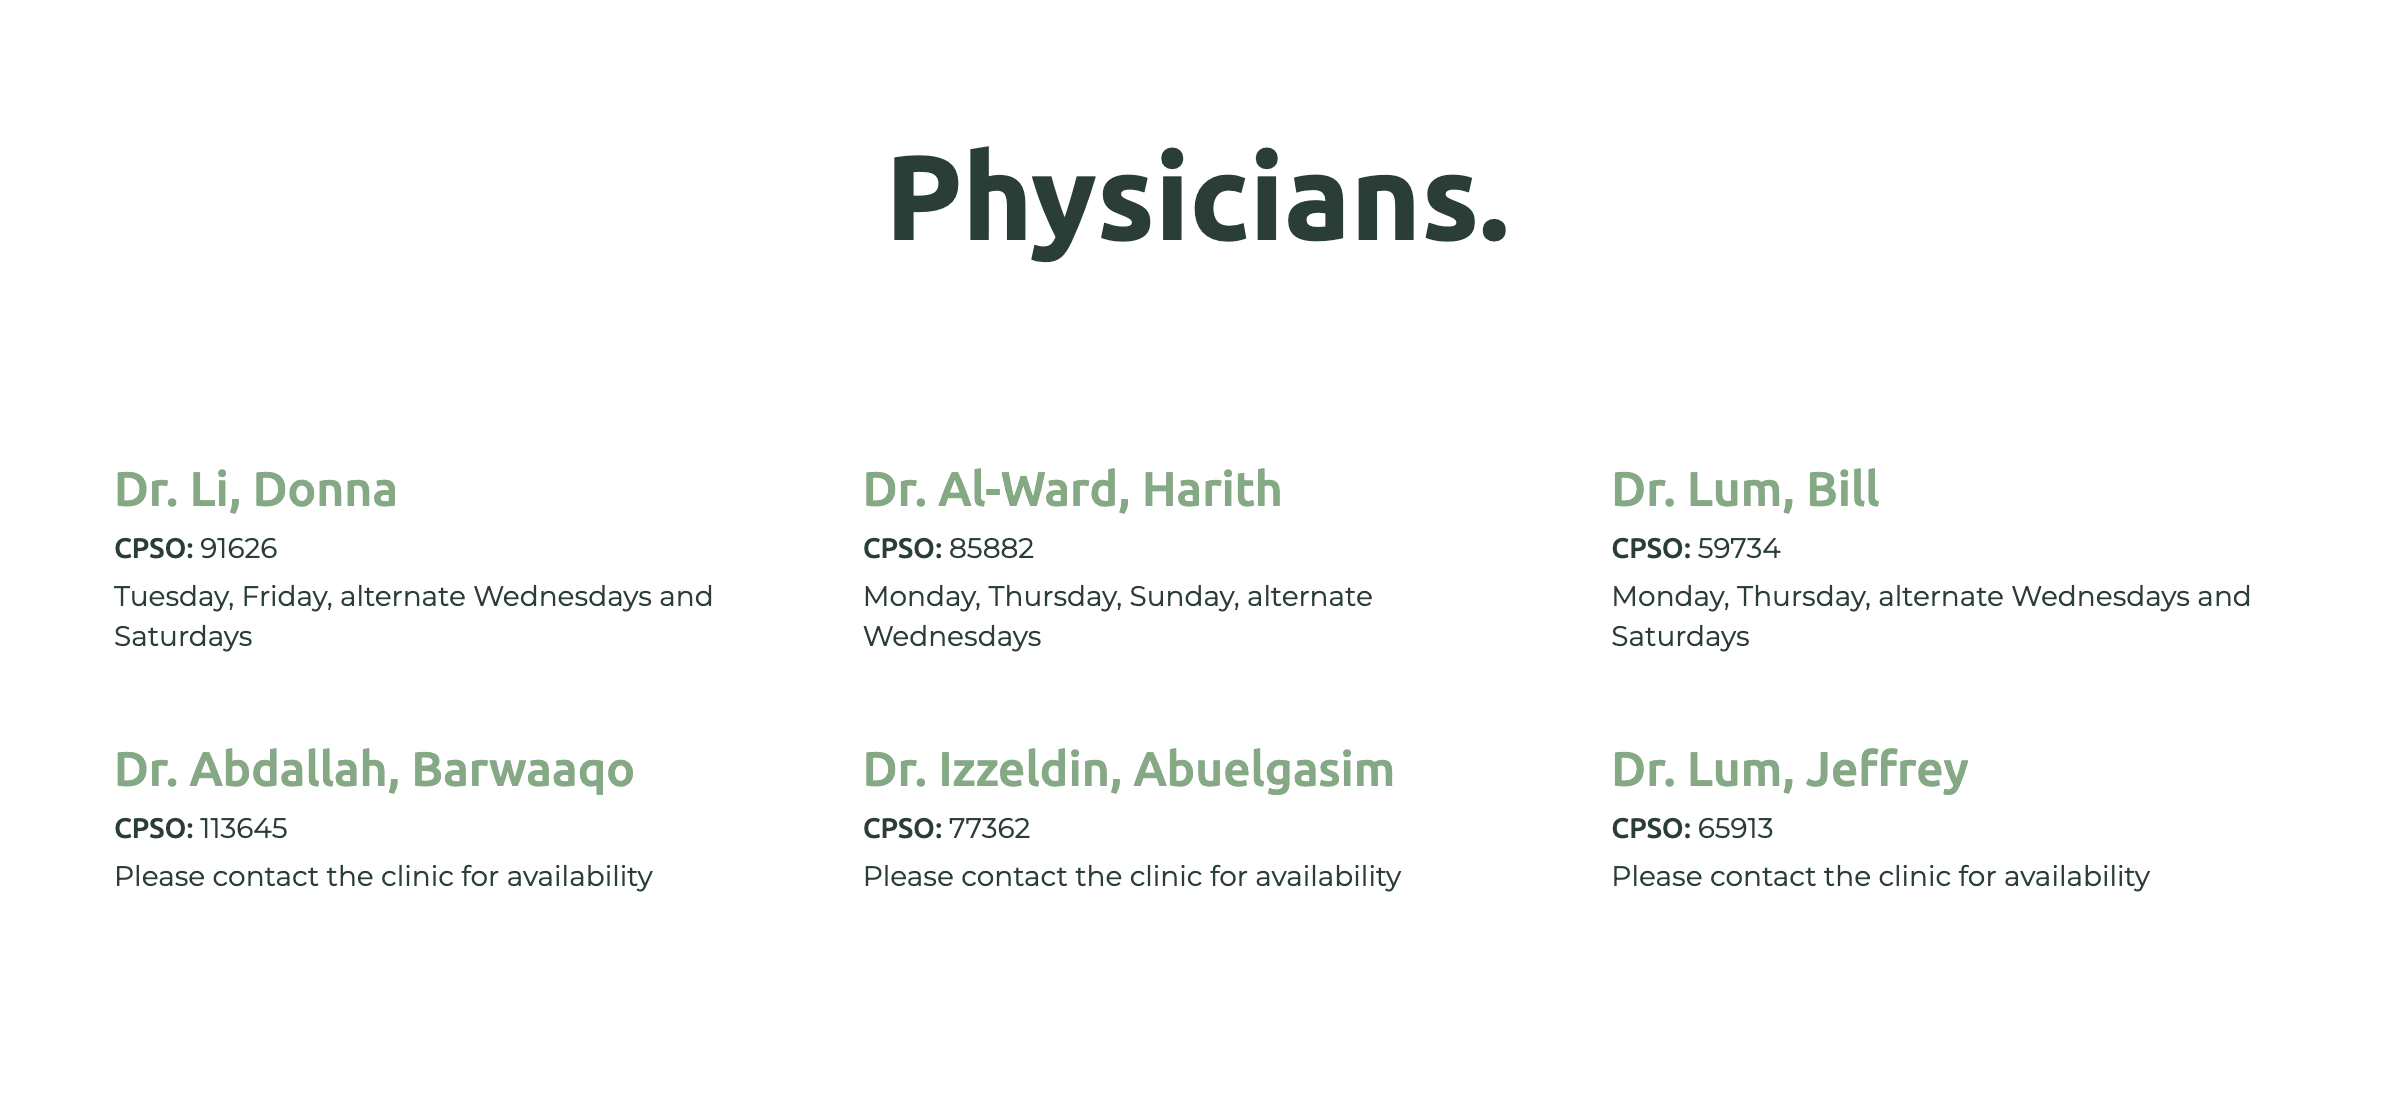 Physicians.
Dr. Li, Donna
CPSO: 91626
Tuesday, Friday, alternate Wednesdays and
Saturdays
Dr. Al-Ward, Harith
CPSO: 85882
Monday, Thursday, Sunday, alternate
Wednesdays
Dr. Lum, Bill
CPSO: 59734
Monday, Thursday, alternate Wednesdays and
Saturdays
Dr. Abdallah, Barwaaqo
CPSO: 113645
Please contact the clinic for availability
Dr. Izzeldin, Abuelgasim
CPSO: 77362
Please contact the clinic for availability
Dr. Lum, Jeffrey
CPSO: 65913
Please contact the clinic for availability